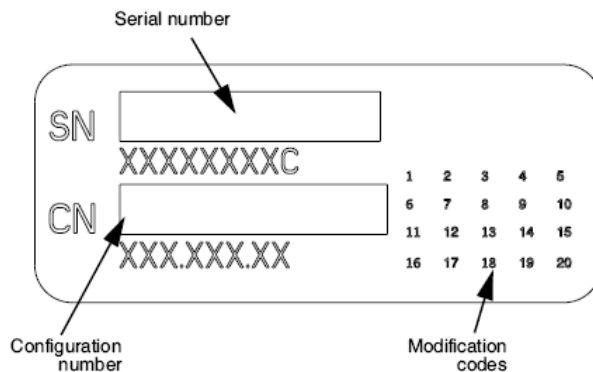 Serial number
SN
XXXXXXXXC
CN
XXX.XXX.XX
1 2 3 4 5
6 7 8 9 10
11 12 13 14 15
16 17 18 19 20
Configuration
number
Modification
codes